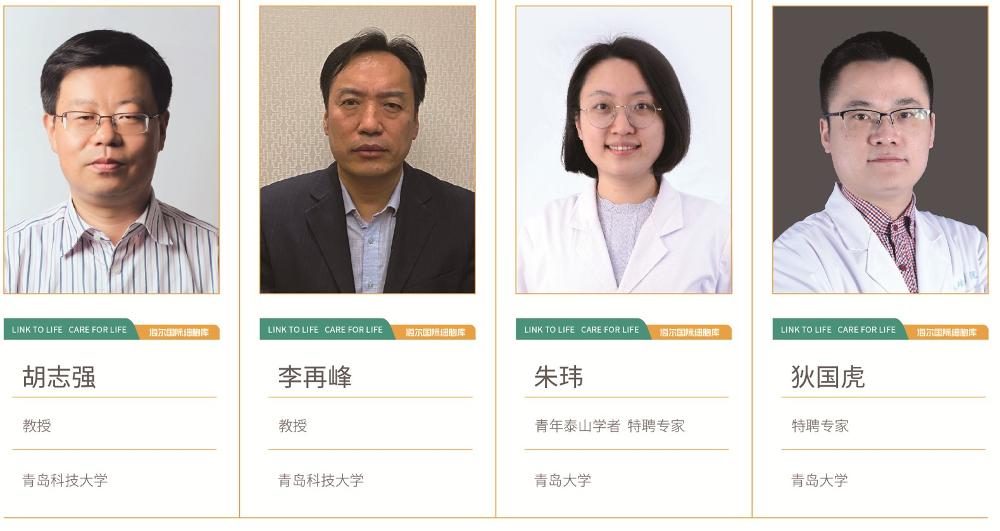 LINK TO LIFE CARE FOR LIFE 海尔国际细胞库
胡志强
教授
青岛科技大学
LINK TO LIFE CARE FOR LIFE 海尔国际细胞库
李再峰
教授
青岛科技大学
LINK TO LIFE CARE FOR LIFE 海尔国际细胞库
朱玮
青年泰山学者 特聘专家
青岛大学
LINK TO LIFE CARE FOR LIFE 海尔国际细胞库
狄国虎
特聘专家
青岛大学